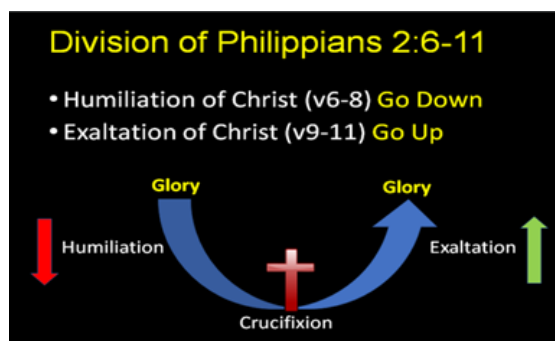 Division of Philippians 2:6-11
• Humiliation of Christ (v6-8) Go Down
• Exaltation of Christ (v9-11) Go Up
Glory
Glory
Humiliation
Exaltation
Crucifixion